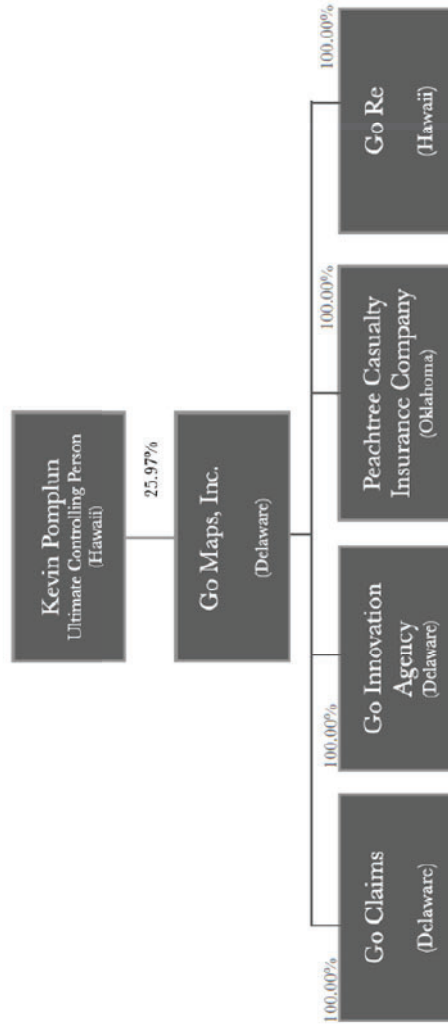 Kevin Pomplun
Ultimate Controlling Person
(Hawaii)
25.97%
Go Maps, Inc.
(Delaware)
100.00%
Go Claims
(Delaware)
100.00%
Go Innovation
Agency
(Delaware)
100.00%
Peachtree Casualty
Insurance Company
(Oklahoma)
100.00%
Go Re
(Hawaii)